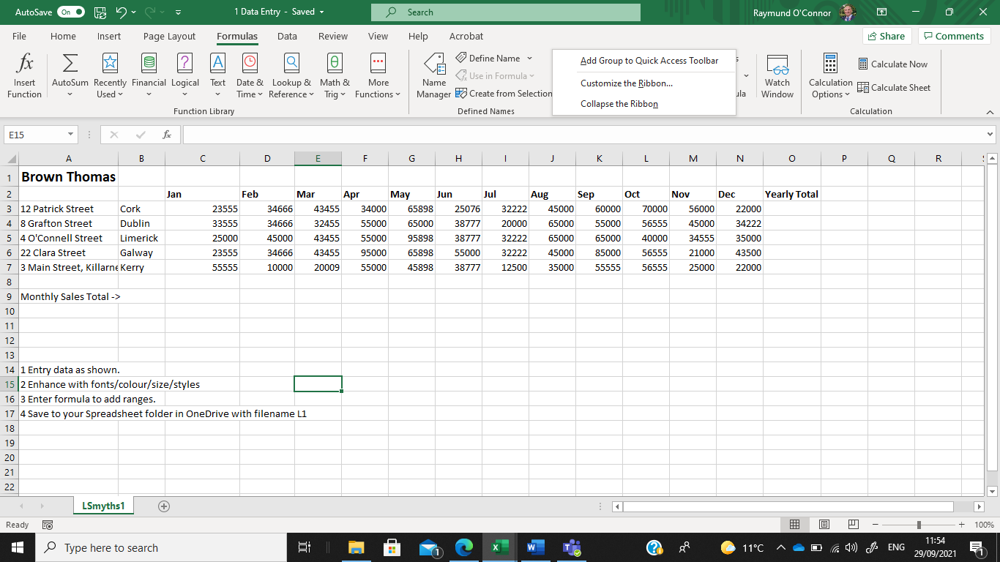 AutoSave On 1 Data Entry - Saved Search Raymund O'Connor
File Home Insert Page Layout Formulas Data Review View Help Acrobat Share Comments
Insert Function AutoSum Recently Used Financial Logical Text Date & Time Lookup & Reference Math & Trig More Functions
Function Library
Name Manager Define Name
Use in Formula
Create from Selection
Defined Names
Add Group to Quick Access Toolbar
Customize the Ribbon...
Collapse the Ribbon
Watch Window
Calculation Options Calculate Now
Calculate Sheet
Calculation
E15 fx
A B C D E F G H I J K L M N O P Q R
1 Brown Thomas
2 Jan Feb Mar Apr May Jun Jul Aug Sep Oct Nov Dec Yearly Total
3 12 Patrick Street Cork 23555 34666 43455 34000 65898 25076 32222 45000 60000 70000 56000 22000
4 8 Grafton Street Dublin 33555 34666 32455 55000 65000 38777 20000 65000 55000 56555 45000 34222
5 4 O'Connell Street Limerick 25000 45000 43455 55000 95898 38777 32222 65000 65000 40000 34555 35000
6 22 Clara Street Galway 23555 34666 43455 95000 65898 55000 32222 45000 85000 56555 21000 43500
7 3 Main Street, Killarne Kerry 55555 10000 20009 55000 45898 38777 12500 35000 55555 56555 25000 22000
8
9 Monthly Sales Total ->
10
11
12
13
14 1 Entry data as shown.
15 2 Enhance with fonts/colour/size/styles
16 3 Enter formula to add ranges.
17 4 Save to your Spreadsheet folder in OneDrive with filename L1
18
19
20
21
22
LSmyths1
Ready 100%
Type here to search 11°C ENG 11:54
29/09/2021